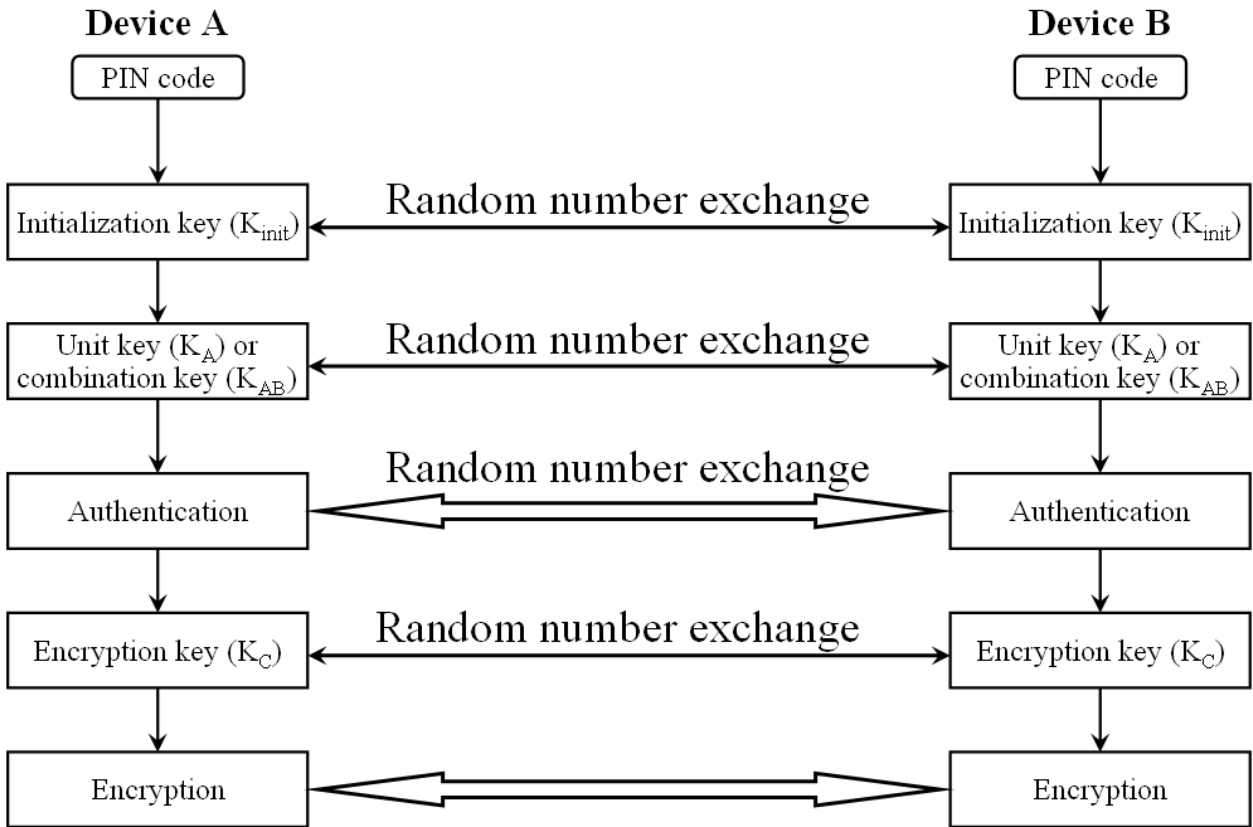 Device A
Device B
PIN code
PIN code
Random number exchange
Initialization key (K_init)
Initialization key (K_init)
Random number exchange
Unit key (K_A) or
combination key (K_AB)
Unit key (K_A) or
combination key (K_AB)
Random number exchange
Authentication
Authentication
Random number exchange
Encryption key (K_C)
Encryption key (K_C)
Encryption
Encryption